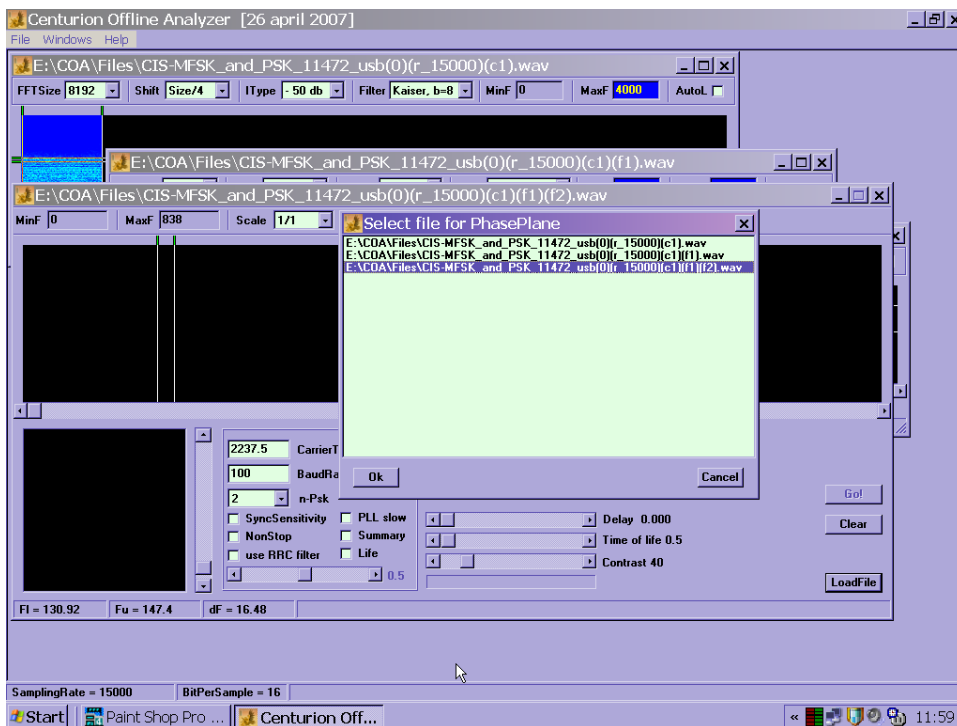 Centurion Offline Analyzer [26 april 2007]
File Windows Help
E:\COA\Files\CIS-MFSK_and_PSK_11472_usb(0)(r_15000)(c1).wav
FFTSize 8192 Shift Size/4 IType - 50 db Filter Kaiser, b=8 MinF 0 MaxF 4000 AutoL
E:\COA\Files\CIS-MFSK_and_PSK_11472_usb(0)(r_15000)(c1)(f1).wav
E:\COA\Files\CIS-MFSK_and_PSK_11472_usb(0)(r_15000)(c1)(f1)(f2).wav
MinF 0 MaxF 838 Scale 1/1
Select file for PhasePlane
E:\COA\Files\CIS-MFSK_and_PSK_11472_usb(0)(r_15000)(c1).wav
E:\COA\Files\CIS-MFSK_and_PSK_11472_usb(0)(r_15000)(c1)(f1).wav
E:\COA\Files\CIS-MFSK_and_PSK_11472_usb(0)(r_15000)(c1)(f1)(f2).wav
Ok Cancel
2237.5 CarrierT
100 BaudRa
2 n-Psk
SyncSensitivity PLL slow
NonStop Summary
use RRC filter Life
0.5
Delay 0.000
Time of life 0.5
Contrast 40
Go!
Clear
LoadFile
Fl = 130.92 Fu = 147.4 dF = 16.48
SamplingRate = 15000 BitPerSample = 16
Start Paint Shop Pro ... Centurion Off... « 11:59